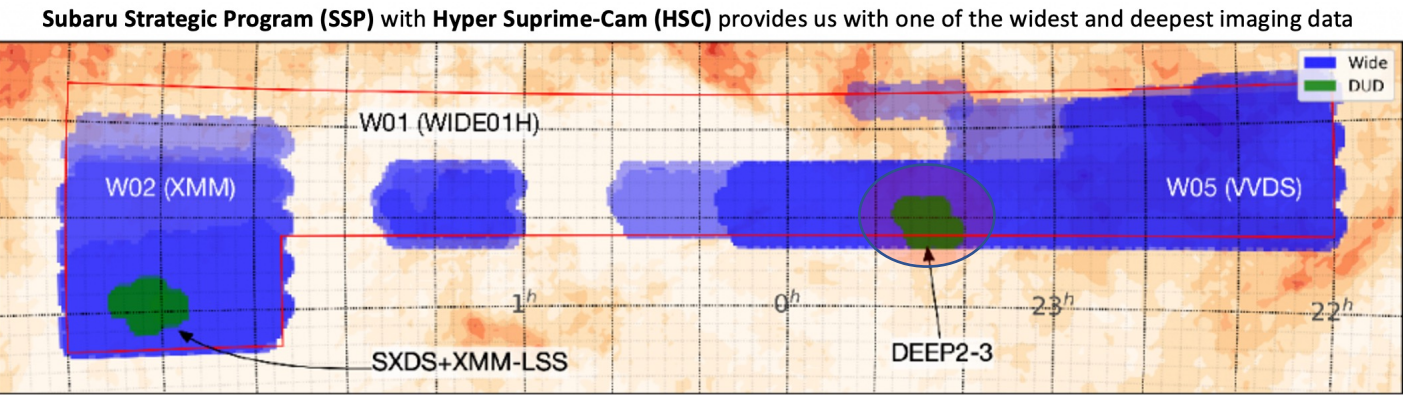 Subaru Strategic Program (SSP) with Hyper Suprime-Cam (HSC) provides us with one of the widest and deepest imaging data
Wide
DUD
W01 (WIDE01H)
W02 (XMM)
W05 (VVDS)
1h
0h
23h
22h
DEEP2-3
SXDS+XMM-LSS